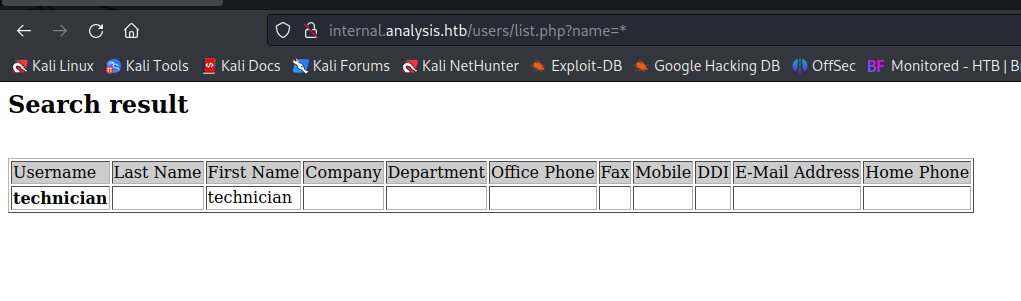 internal.analysis.htb/users/list.php?name=*
Kali Linux Kali Tools Kali Docs Kali Forums Kali NetHunter Exploit-DB Google Hacking DB OffSec BF Monitored - HTB | B
Search result
Username Last Name First Name Company Department Office Phone Fax Mobile DDI E-Mail Address Home Phone
technician technician